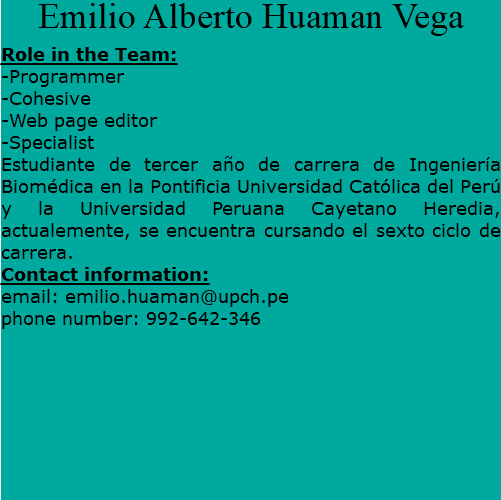 Emilio Alberto Huaman Vega
Role in the Team:
-Programmer
-Cohesive
-Web page editor
-Specialist
Estudiante de tercer año de carrera de Ingeniería
Biomédica en la Pontificia Universidad Católica del Perú
y la Universidad Peruana Cayetano Heredia,
actualemente, se encuentra cursando el sexto ciclo de
carrera.
Contact information:
email: emilio.huaman@upch.pe
phone number: 992-642-346